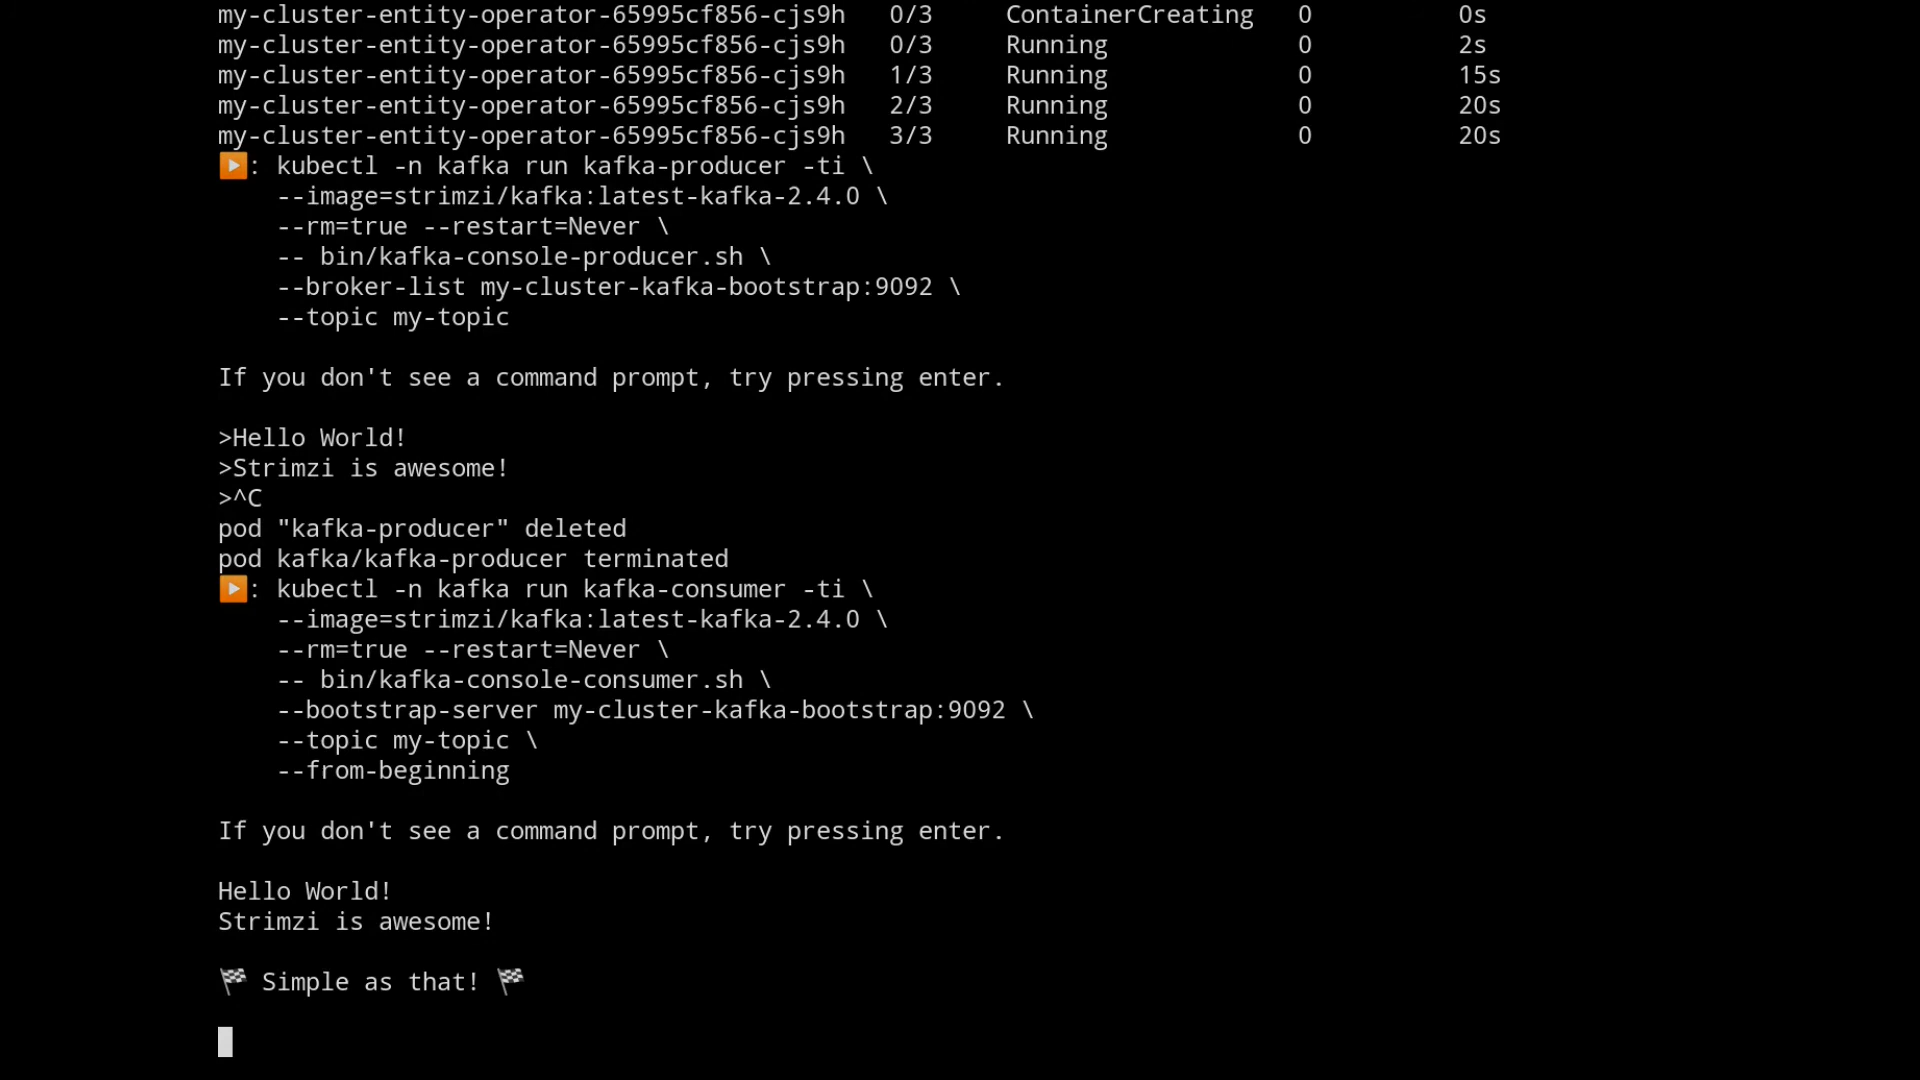 my-cluster-entity-operator-65995cf856-cjs9h   0/3     ContainerCreating   0          0s
my-cluster-entity-operator-65995cf856-cjs9h   0/3     Running             0          2s
my-cluster-entity-operator-65995cf856-cjs9h   1/3     Running             0          15s
my-cluster-entity-operator-65995cf856-cjs9h   2/3     Running             0          20s
my-cluster-entity-operator-65995cf856-cjs9h   3/3     Running             0          20s
▶️: kubectl -n kafka run kafka-producer -ti \
    --image=strimzi/kafka:latest-kafka-2.4.0 \
    --rm=true --restart=Never \
    -- bin/kafka-console-producer.sh \
    --broker-list my-cluster-kafka-bootstrap:9092 \
    --topic my-topic

If you don't see a command prompt, try pressing enter.

>Hello World!
>Strimzi is awesome!
>^C
pod "kafka-producer" deleted
pod kafka/kafka-producer terminated
▶️: kubectl -n kafka run kafka-consumer -ti \
    --image=strimzi/kafka:latest-kafka-2.4.0 \
    --rm=true --restart=Never \
    -- bin/kafka-console-consumer.sh \
    --bootstrap-server my-cluster-kafka-bootstrap:9092 \
    --topic my-topic \
    --from-beginning

If you don't see a command prompt, try pressing enter.

Hello World!
Strimzi is awesome!

🏁 Simple as that! 🏁